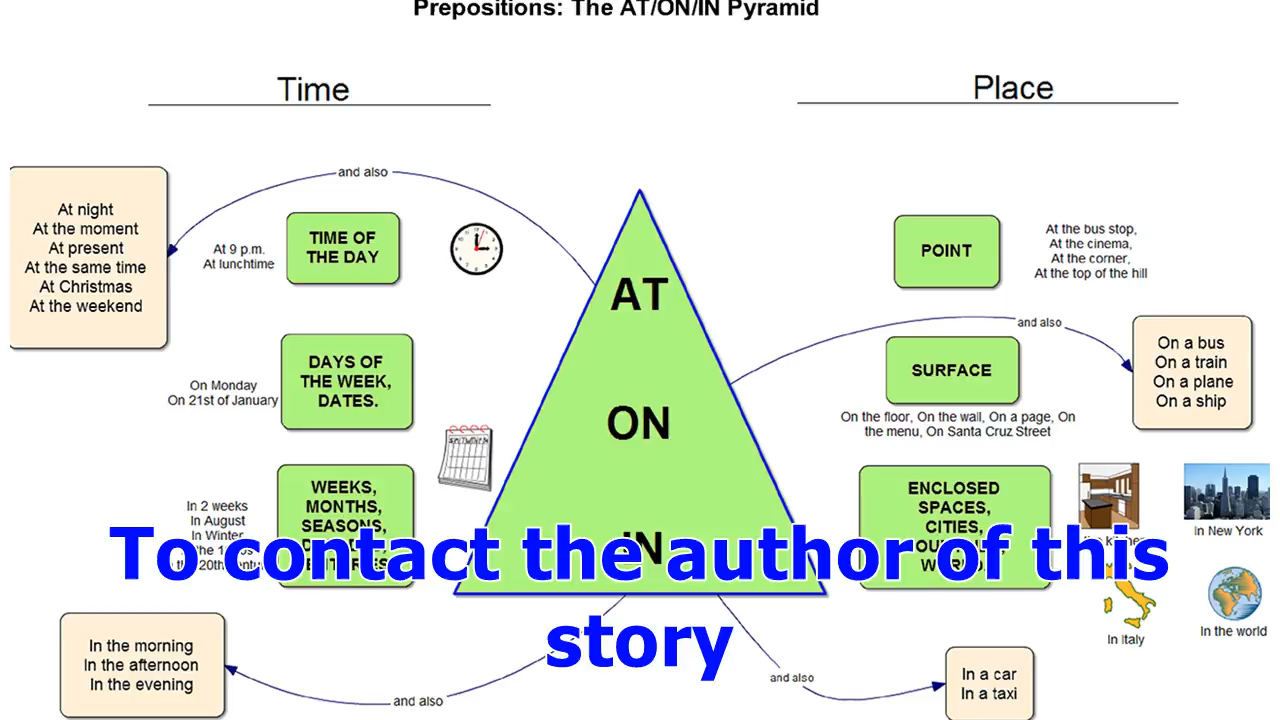 Prepositions: The AT/ON/IN Pyramid
Time
Place
and also
At night
At the moment
At present
At the same time
At Christmas
At the weekend
At 9 p.m.
At lunchtime
TIME OF
THE DAY
AT
POINT
At the bus stop,
At the cinema,
At the corner,
At the top of the hill
On Monday
On 21st of January
DAYS OF
THE WEEK,
DATES.
ON
and also
SURFACE
On the floor, On the wall, On a page, On
the menu, On Santa Cruz Street
On a bus
On a train
On a plane
On a ship
In 2 weeks
In August
In Winter
WEEKS,
MONTHS,
SEASONS,
IN
ENCLOSED
SPACES,
CITIES,
In New York
In Italy
In the world
To contact the author of this
story
In the morning
In the afternoon
In the evening
and also
and also
In a car
In a taxi